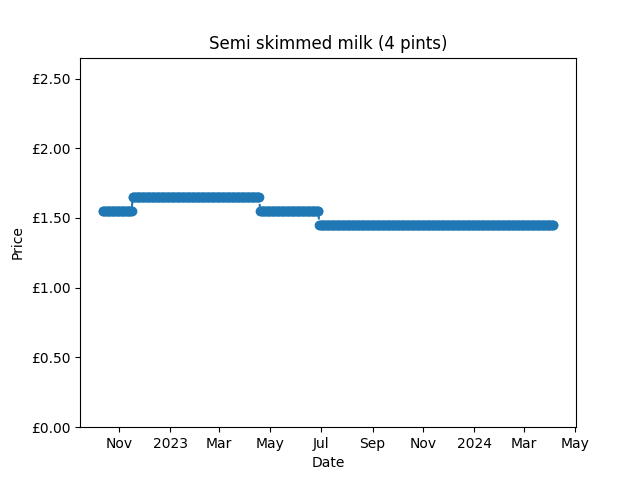 Semi skimmed milk (4 pints)
£2.50
£2.00
£1.50
£1.00
£0.50
£0.00
Price
Nov 2023 Mar May Jul Sep Nov 2024 Mar May
Date